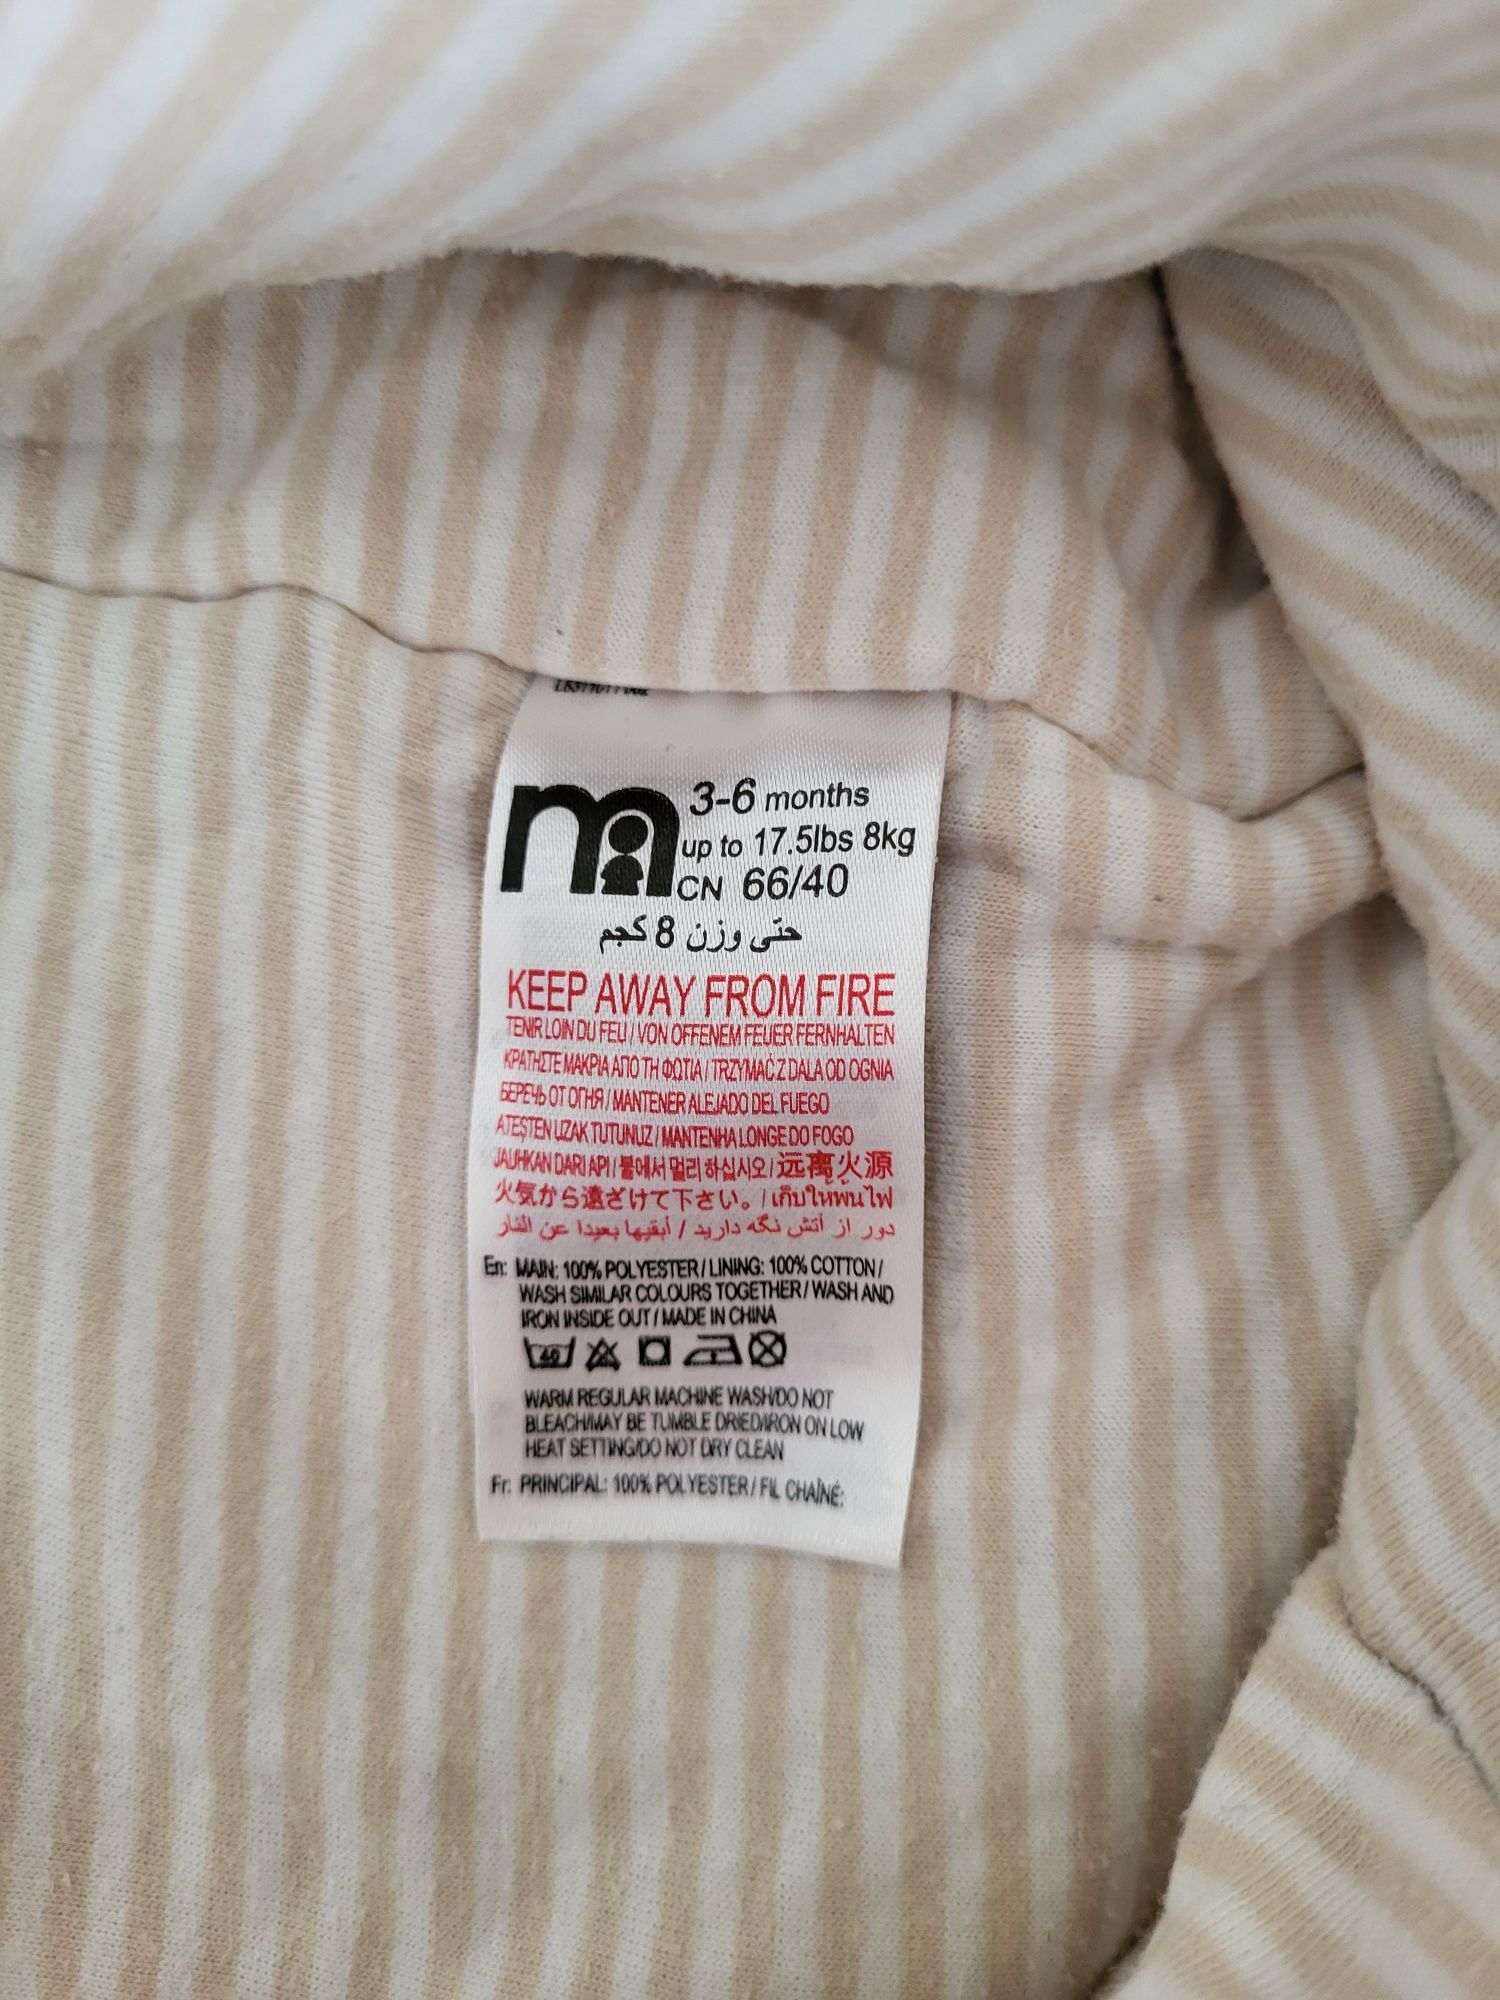 m
3-6 months
up to 17.5lbs 8kg
CN 66/40
حتى وزن 8 كجم
KEEP AWAY FROM FIRE
TENIR LOIN DU FEU / VON OFFENEM FEUER FERNHALTEN
ΚΡΑΤΗΣΤΕ ΜΑΚΡΙΑ ΑΠΟ ΤΗ ΦΩΤΙΑ / TRZYMAĆ Z DALA OD OGNIA
БЕРЕЧЬ ОТ ОГНЯ / MANTENER ALEJADO DEL FUEGO
ATEŞTEN UZAK TUTUNUZ / MANTENHA LONGE DO FOGO
JAUHKAN DARI API / 불에서 멀리 하십시오 / 远离火源
火気から遠ざけて下さい。 / เก็บให้พ้นไฟ
دور از آتش نگه دارید / أبقيها بعيدا عن النار
En: MAIN: 100% POLYESTER / LINING: 100% COTTON /
WASH SIMILAR COLOURS TOGETHER / WASH AND
IRON INSIDE OUT / MADE IN CHINA
40
WARM REGULAR MACHINE WASH/DO NOT
BLEACH/MAY BE TUMBLE DRIED/IRON ON LOW
HEAT SETTING/DO NOT DRY CLEAN
Fr: PRINCIPAL: 100% POLYESTER / FIL CHAÎNÉ: